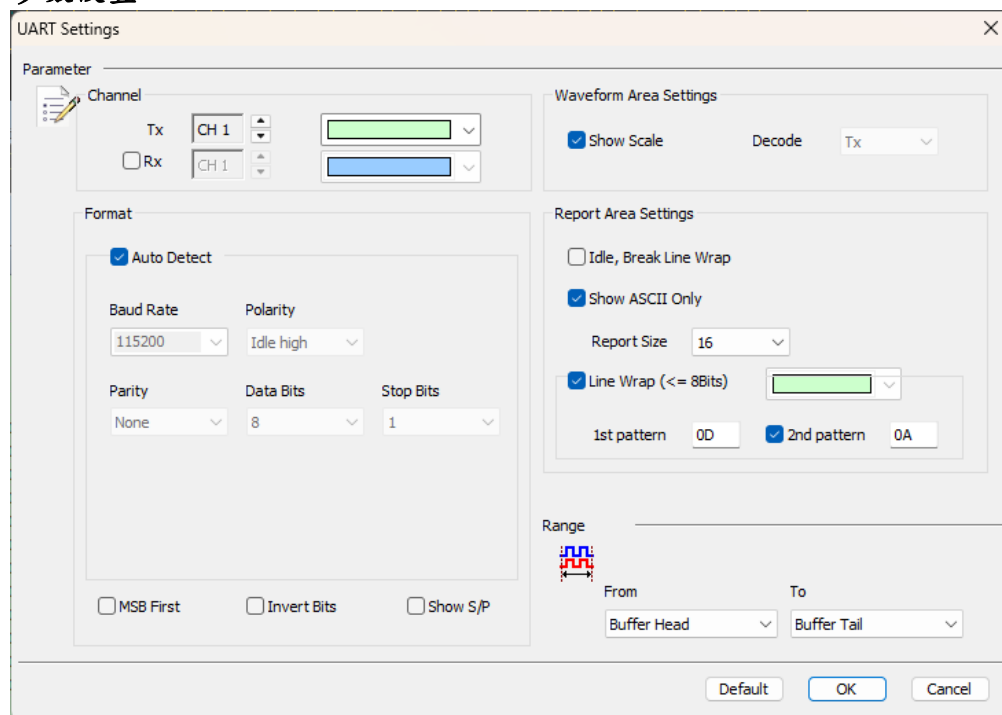 UART Settings
Parameter
Channel
Tx CH 1
Rx CH 1
Format
Auto Detect
Baud Rate Polarity
115200 Idle high
Parity Data Bits Stop Bits
None 8 1
MSB First Invert Bits Show S/P
Waveform Area Settings
Show Scale Decode Tx
Report Area Settings
Idle, Break Line Wrap
Show ASCII Only
Report Size 16
Line Wrap (<= 8Bits)
1st pattern 0D 2nd pattern 0A
Range
From To
Buffer Head Buffer Tail
Default OK Cancel